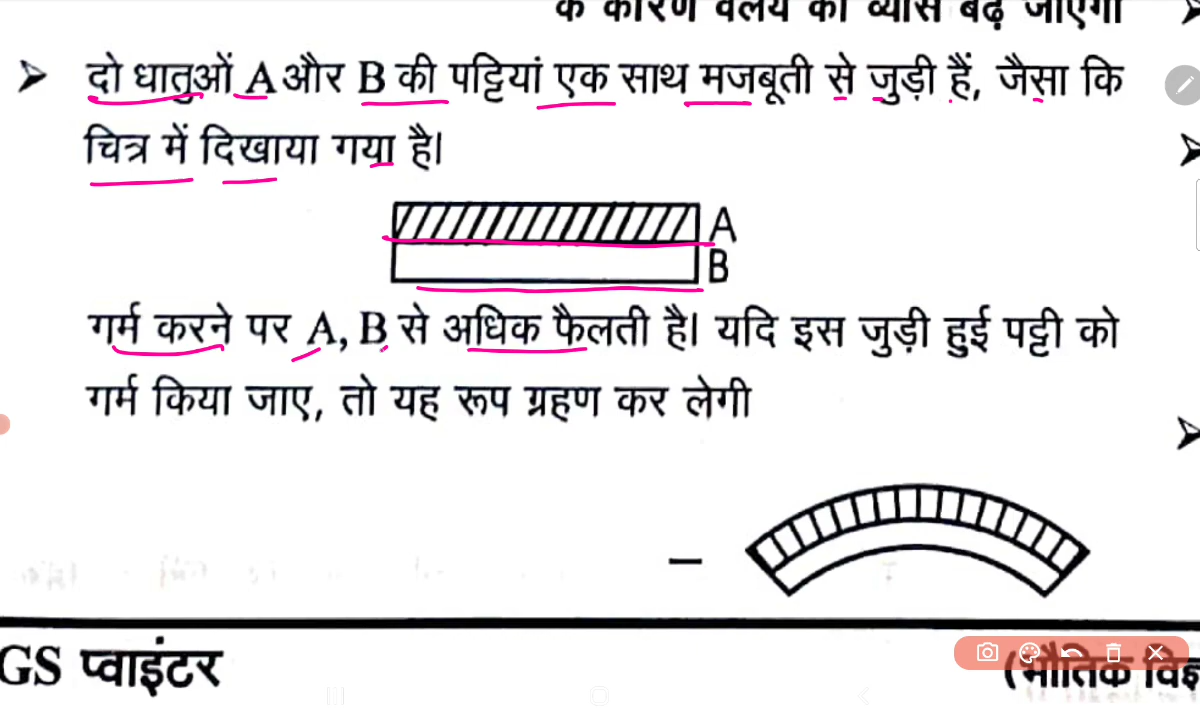 के कारण वलय का व्यास बढ़ जाएगा
➤ दो धातुओं A और B की पट्टियां एक साथ मजबूती से जुड़ी हैं, जैसा कि
चित्र में दिखाया गया है।
A
B
गर्म करने पर A, B से अधिक फैलती है। यदि इस जुड़ी हुई पट्टी को
गर्म किया जाए, तो यह रूप ग्रहण कर लेगी
–
GS प्वाइंटर
(भौतिक